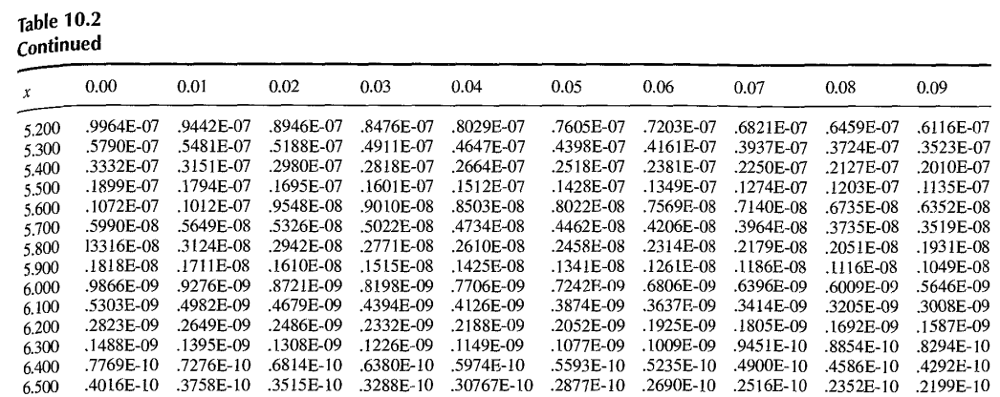 Table 10.2
Continued
x 0.00 0.01 0.02 0.03 0.04 0.05 0.06 0.07 0.08 0.09
5.200 .9964E-07 .9442E-07 .8946E-07 .8476E-07 .8029E-07 .7605E-07 .7203E-07 .6821E-07 .6459E-07 .6116E-07
5.300 .5790E-07 .5481E-07 .5188E-07 .4911E-07 .4647E-07 .4398E-07 .4161E-07 .3937E-07 .3724E-07 .3523E-07
5.400 .3332E-07 .3151E-07 .2980E-07 .2818E-07 .2664E-07 .2518E-07 .2381E-07 .2250E-07 .2127E-07 .2010E-07
5.500 .1899E-07 .1794E-07 .1695E-07 .1601E-07 .1512E-07 .1428E-07 .1349E-07 .1274E-07 .1203E-07 .1135E-07
5.600 .1072E-07 .1012E-07 .9548E-08 .9010E-08 .8503E-08 .8022E-08 .7569E-08 .7140E-08 .6735E-08 .6352E-08
5.700 .5990E-08 .5649E-08 .5326E-08 .5022E-08 .4734E-08 .4462E-08 .4206E-08 .3964E-08 .3735E-08 .3519E-08
5.800 13316E-08 .3124E-08 .2942E-08 .2771E-08 .2610E-08 .2458E-08 .2314E-08 .2179E-08 .2051E-08 .1931E-08
5.900 .1818E-08 .1711E-08 .1610E-08 .1515E-08 .1425E-08 .1341E-08 .1261E-08 .1186E-08 .1116E-08 .1049E-08
6.000 .9866E-09 .9276E-09 .8721E-09 .8198E-09 .7706E-09 .7242E-09 .6806E-09 .6396E-09 .6009E-09 .5646E-09
6.100 .5303E-09 .4982E-09 .4679E-09 .4394E-09 .4126E-09 .3874E-09 .3637E-09 .3414E-09 .3205E-09 .3008E-09
6.200 .2823E-09 .2649E-09 .2486E-09 .2332E-09 .2188E-09 .2052E-09 .1925E-09 .1805E-09 .1692E-09 .1587E-09
6.300 .1488E-09 .1395E-09 .1308E-09 .1226E-09 .1149E-09 .1077E-09 .1009E-09 .9451E-10 .8854E-10 .8294E-10
6.400 .7769E-10 .7276E-10 .6814E-10 .6380E-10 .5974E-10 .5593E-10 .5235E-10 .4900E-10 .4586E-10 .4292E-10
6.500 .4016E-10 .3758E-10 .3515E-10 .3288E-10 .30767E-10 .2877E-10 .2690E-10 .2516E-10 .2352E-10 .2199E-10